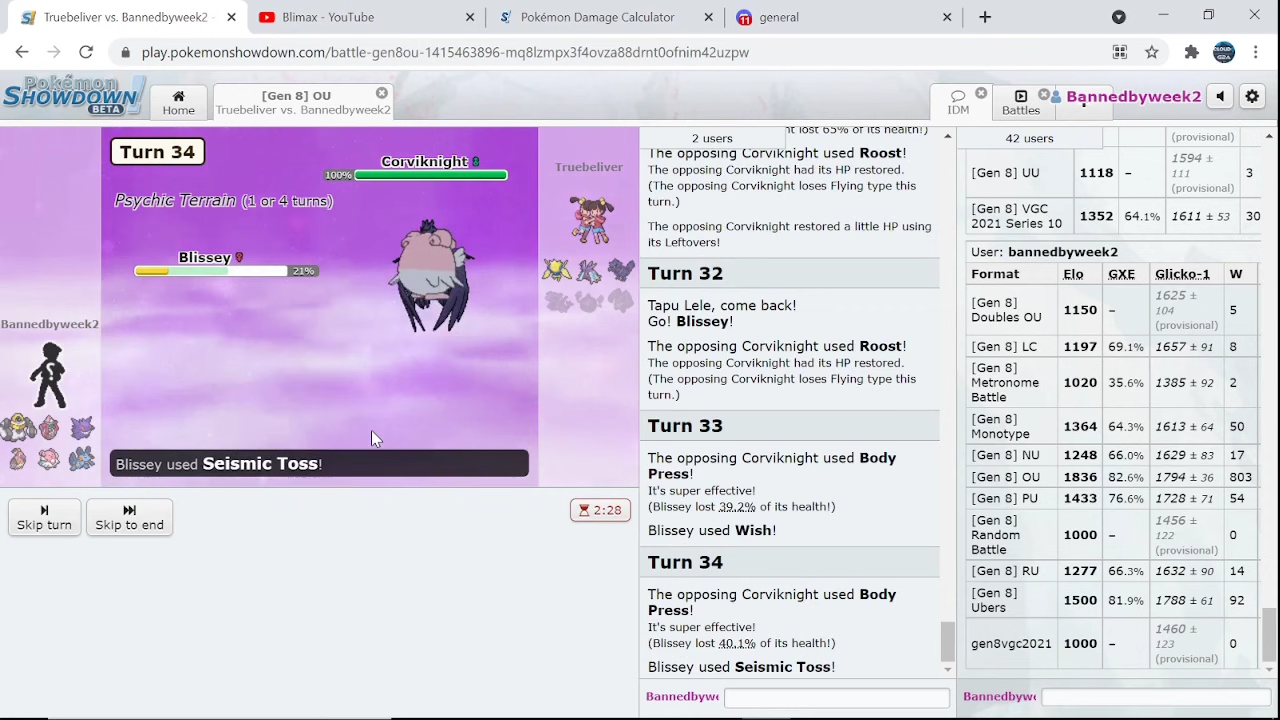 Truebeliver vs. Bannedbyweek2 -
Blimax - YouTube
Pokémon Damage Calculator
general
play.pokemonshowdown.com/battle-gen8ou-1415463896-mq8lzmpx3f4ovza88drnt0ofnim42uzpw
Pokémon
SHOWDOWN!
BETA
Home
[Gen 8] OU
Truebeliver vs. Bannedbyweek2
IDM
Battles
Bannedbyweek2
Turn 34
Corviknight
100%
Psychic Terrain (1 or 4 turns)
Blissey
21%
Truebeliver
Bannedbyweek2
Blissey used Seismic Toss!
Skip turn
Skip to end
2:28
2 users
The opposing Corviknight used Roost!
The opposing Corviknight had its HP restored.
(The opposing Corviknight loses Flying type this
turn.)
The opposing Corviknight restored a little HP using
its Leftovers!
Turn 32
Tapu Lele, come back!
Go! Blissey!
The opposing Corviknight used Roost!
The opposing Corviknight had its HP restored.
(The opposing Corviknight loses Flying type this
turn.)
Turn 33
The opposing Corviknight used Body
Press!
It's super effective!
(Blissey lost 39.2% of its health!)
Blissey used Wish!
Turn 34
The opposing Corviknight used Body
Press!
It's super effective!
(Blissey lost 40.1% of its health!)
Blissey used Seismic Toss!
Bannedbywe
42 users
(provisional)
[Gen 8] UU 1118 – 1594 ± 111 (provisional) 3
[Gen 8] VGC 2021 Series 10 1352 64.1% 1611 ± 53 30
User: bannedbyweek2
Format Elo GXE Glicko-1 W
[Gen 8] Doubles OU 1150 – 1625 ± 104 (provisional) 5
[Gen 8] LC 1197 69.1% 1657 ± 91 8
[Gen 8] Metronome Battle 1020 35.6% 1385 ± 92 2
[Gen 8] Monotype 1364 64.3% 1613 ± 64 50
[Gen 8] NU 1248 66.0% 1629 ± 83 17
[Gen 8] OU 1836 82.6% 1794 ± 36 803
[Gen 8] PU 1433 76.6% 1728 ± 71 54
[Gen 8] Random Battle 1000 – 1456 ± 122 (provisional) 0
[Gen 8] RU 1277 66.3% 1632 ± 90 14
[Gen 8] Ubers 1500 81.9% 1788 ± 61 92
gen8vgc2021 1000 – 1460 ± 123 (provisional) 0
Bannedbywe